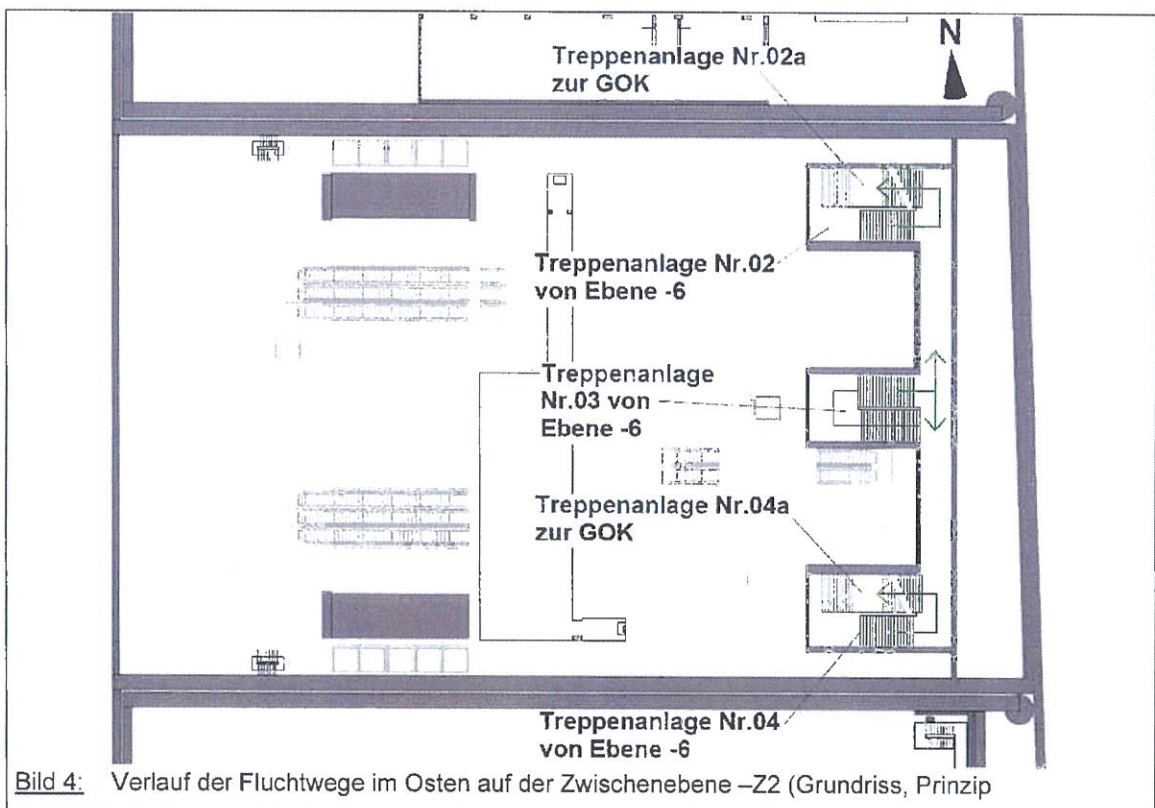 Treppenanlage Nr.02a
zur GOK
N
Treppenanlage Nr.02
von Ebene -6
Treppenanlage
Nr.03 von
Ebene -6
Treppenanlage Nr.04a
zur GOK
Treppenanlage Nr.04
von Ebene -6
Bild 4: Verlauf der Fluchtwege im Osten auf der Zwischenebene –Z2 (Grundriss, Prinzip